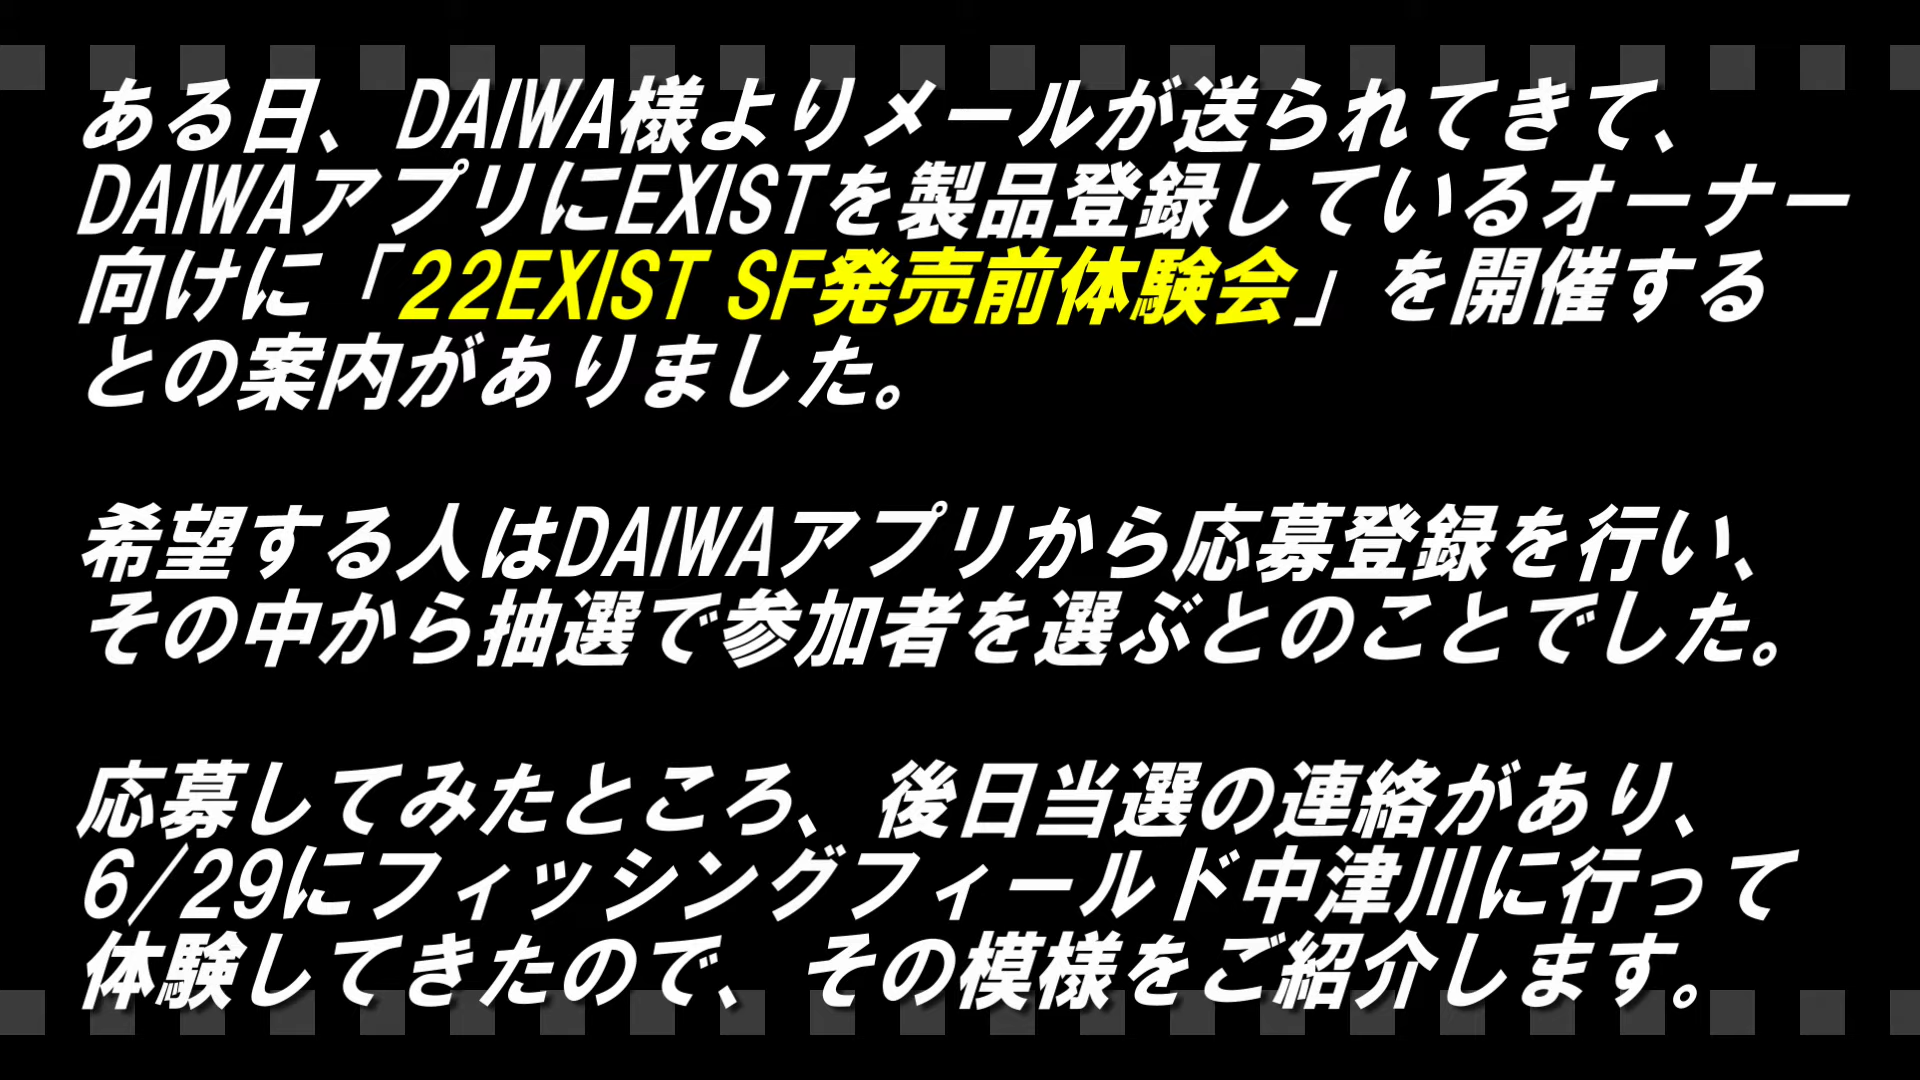 ある日、DAIWA様よりメールが送られてきて、
DAIWAアプリにEXISTを製品登録しているオーナー
向けに「22EXIST SF発売前体験会」を開催する
との案内がありました。
希望する人はDAIWAアプリから応募登録を行い、
その中から抽選で参加者を選ぶとのことでした。
応募してみたところ、後日当選の連絡があり、
6/29にフィッシングフィールド中津川に行って
体験してきたので、その模様をご紹介します。